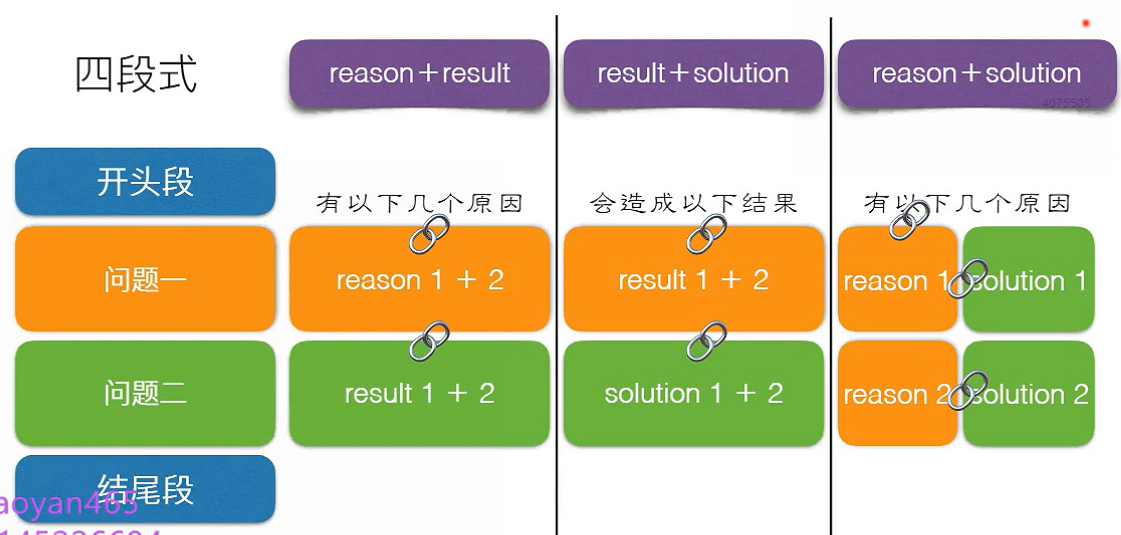 四段式
reason+result
result+solution
reason+solution
4075505
开头段
有以下几个原因
会造成以下结果
有以下几个原因
问题一
reason 1 + 2
result 1 + 2
reason 1
solution 1
问题二
result 1 + 2
solution 1 + 2
reason 2
solution 2
结尾段
aoyan465